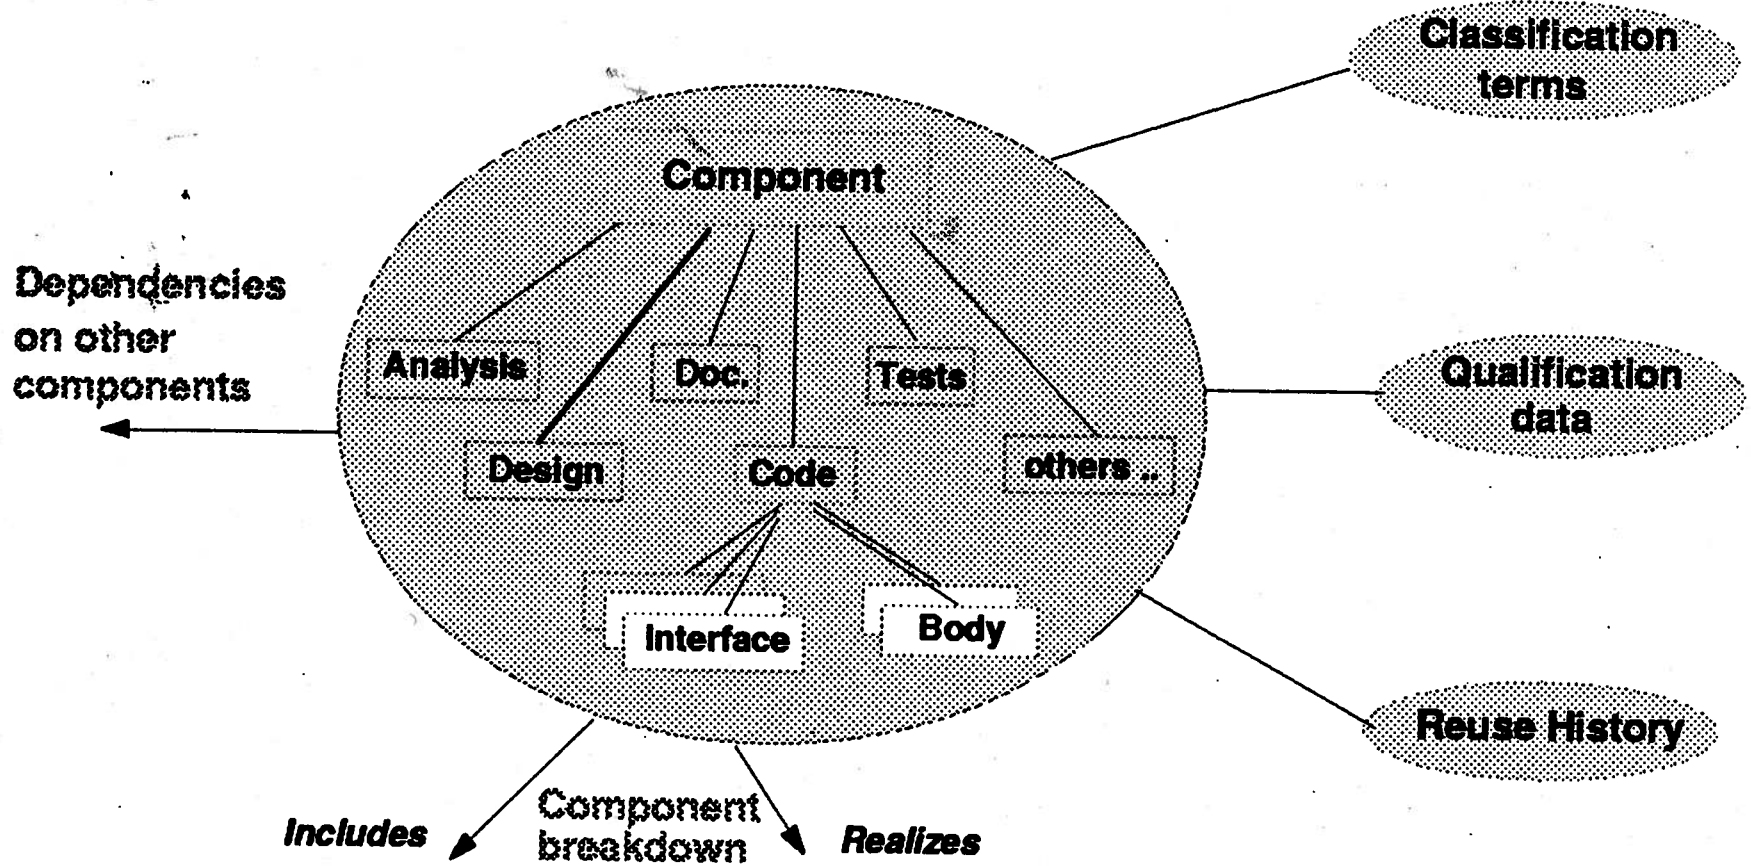 Classification
terms
Component
Dependencies
on other
components
Analysis
Doc.
Tests
Qualification
data
Design
Code
others ..
Interface
Body
Reuse History
Includes
Component
breakdown
Realizes